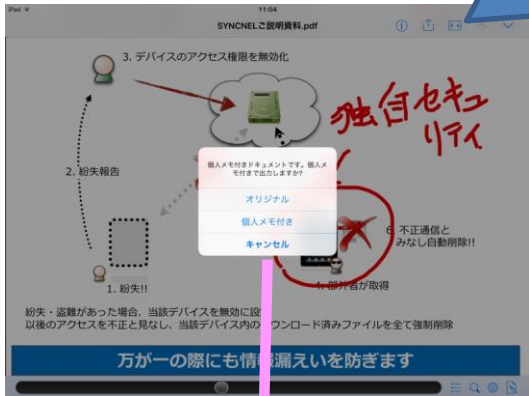 iPad
11:04
SYNCNELご説明資料.pdf
3. デバイスのアクセス権限を無効化
独自セキュ
リティ
2. 紛失報告
個人メモ付きドキュメントです。個人メ
モ付きで出力しますか?
オリジナル
個人メモ付き
キャンセル
不正通信と
みなし自動削除!!
1. 紛失!!
4. 部外者が取得
紛失・盗難があった場合、当該デバイスを無効に設
以後のアクセスを不正と見なし、当該デバイス内の
ウンロード済みファイルを全て強制削除
万が一の際にも情報漏えいを防ぎます